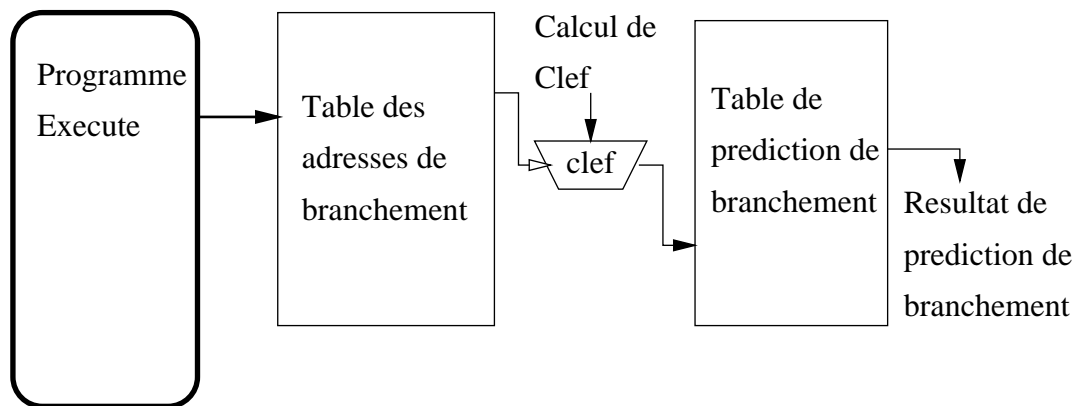 Programme
Execute
Table des
adresses de
branchement
Calcul de
Clef
clef
Table de
prediction de
branchement
Resultat de
prediction de
branchement